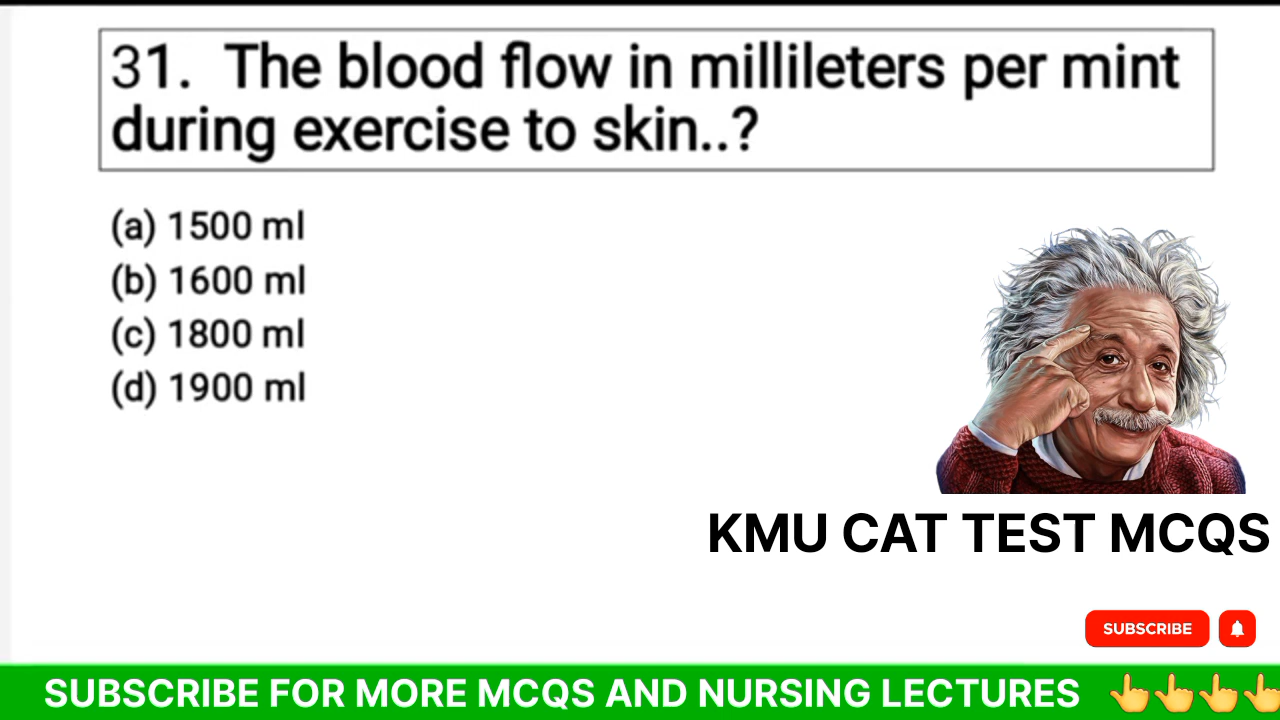 31. The blood flow in millileters per mint
during exercise to skin..?
(a) 1500 ml
(b) 1600 ml
(c) 1800 ml
(d) 1900 ml
KMU CAT TEST MCQS
SUBSCRIBE
SUBSCRIBE FOR MORE MCQS AND NURSING LECTURES 👆👆👆👆